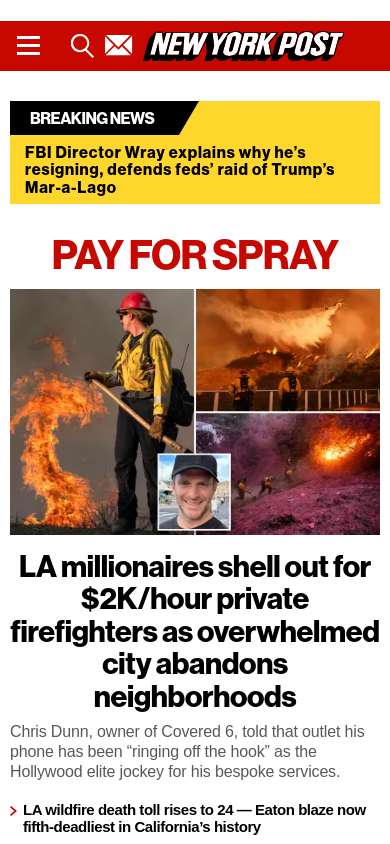 NEW YORK POST
BREAKING NEWS
FBI Director Wray explains why he’s
resigning, defends feds’ raid of Trump’s
Mar-a-Lago
PAY FOR SPRAY
LA millionaires shell out for
$2K/hour private
firefighters as overwhelmed
city abandons
neighborhoods
Chris Dunn, owner of Covered 6, told that outlet his
phone has been “ringing off the hook” as the
Hollywood elite jockey for his bespoke services.
LA wildfire death toll rises to 24 — Eaton blaze now
fifth-deadliest in California’s history